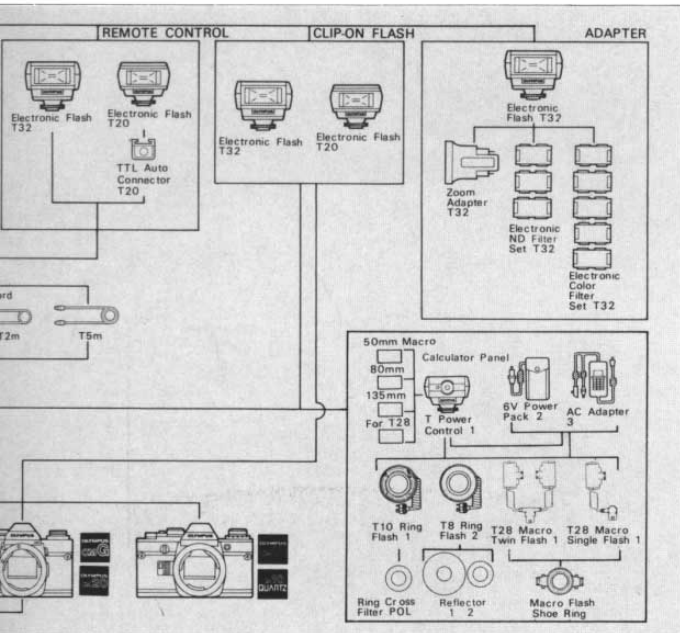 REMOTE CONTROL
CLIP-ON FLASH
ADAPTER
Electronic Flash
T32
Electronic Flash
T20
TTL Auto
Connector
T20
Electronic Flash
T32
Electronic Flash
T20
Electronic
Flash T32
Zoom
Adapter
T32
Electronic
ND Filter
Set T32
Electronic
Color
Filter
Set T32
T2m
T5m
50mm Macro
80mm
135mm
For T28
Calculator Panel
T Power
Control 1
6V Power
Pack 2
AC Adapter
3
T10 Ring
Flash 1
T8 Ring
Flash 2
T28 Macro
Twin Flash 1
T28 Macro
Single Flash 1
Ring Cross
Filter POL
Reflector
1 2
Macro Flash
Shoe Ring
OLYMPUS
OLYMPUS
QUARTZ